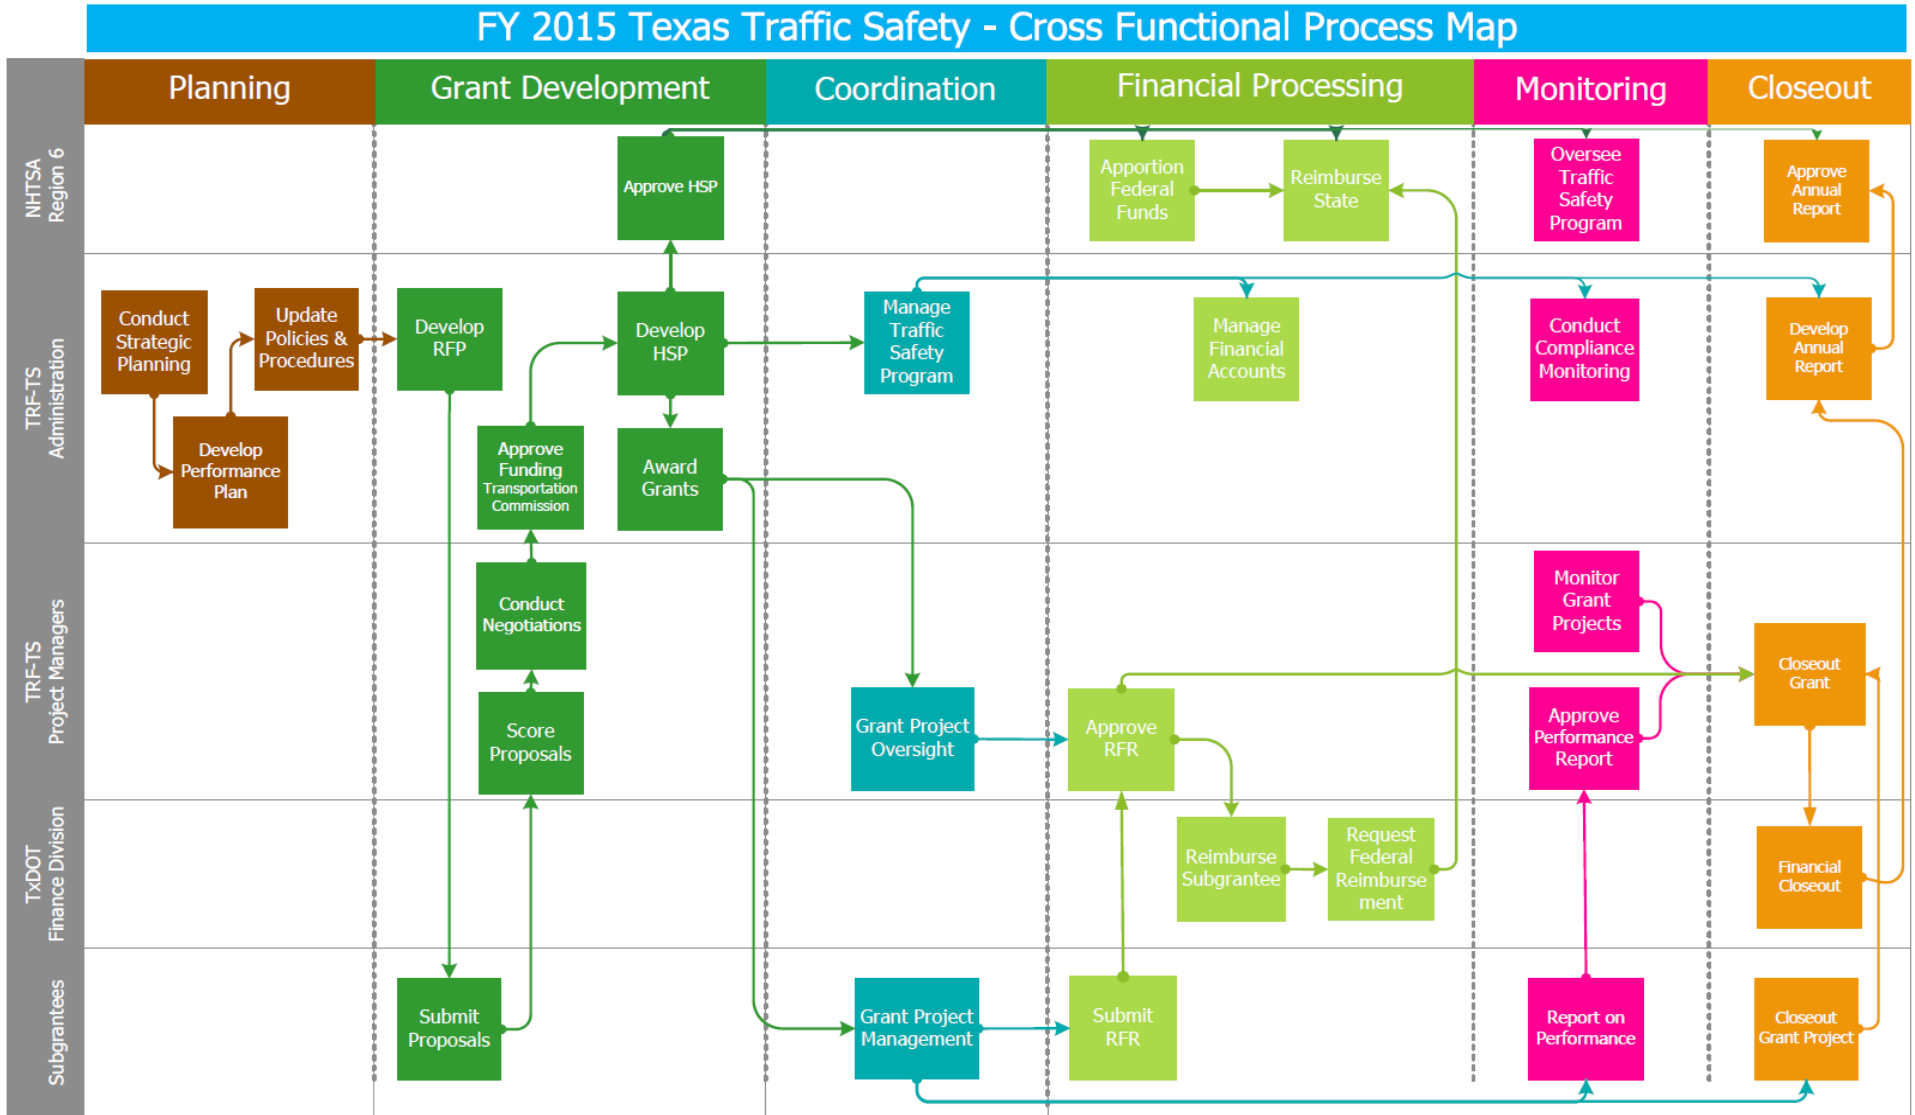 FY 2015 Texas Traffic Safety - Cross Functional Process Map
Planning
Grant Development
Coordination
Financial Processing
Monitoring
Closeout
NHTSA
Region 6
Approve HSP
Apportion
Federal
Funds
Reimburse
State
Oversee
Traffic
Safety
Program
Approve
Annual
Report
TRF-TS
Administration
Conduct
Strategic
Planning
Develop
Performance
Plan
Update
Policies &
Procedures
Develop
RFP
Approve
Funding
Transportation
Commission
Develop
HSP
Award
Grants
Manage
Traffic
Safety
Program
Manage
Financial
Accounts
Conduct
Compliance
Monitoring
Develop
Annual
Report
TRF-TS
Project Managers
Conduct
Negotiations
Score
Proposals
Grant Project
Oversight
Approve
RFR
Monitor
Grant
Projects
Approve
Performance
Report
Closeout
Grant
TxDOT
Finance Division
Reimburse
Subgrantee
Request
Federal
Reimburse
ment
Financial
Closeout
Subgrantees
Submit
Proposals
Grant Project
Management
Submit
RFR
Report on
Performance
Closeout
Grant Project